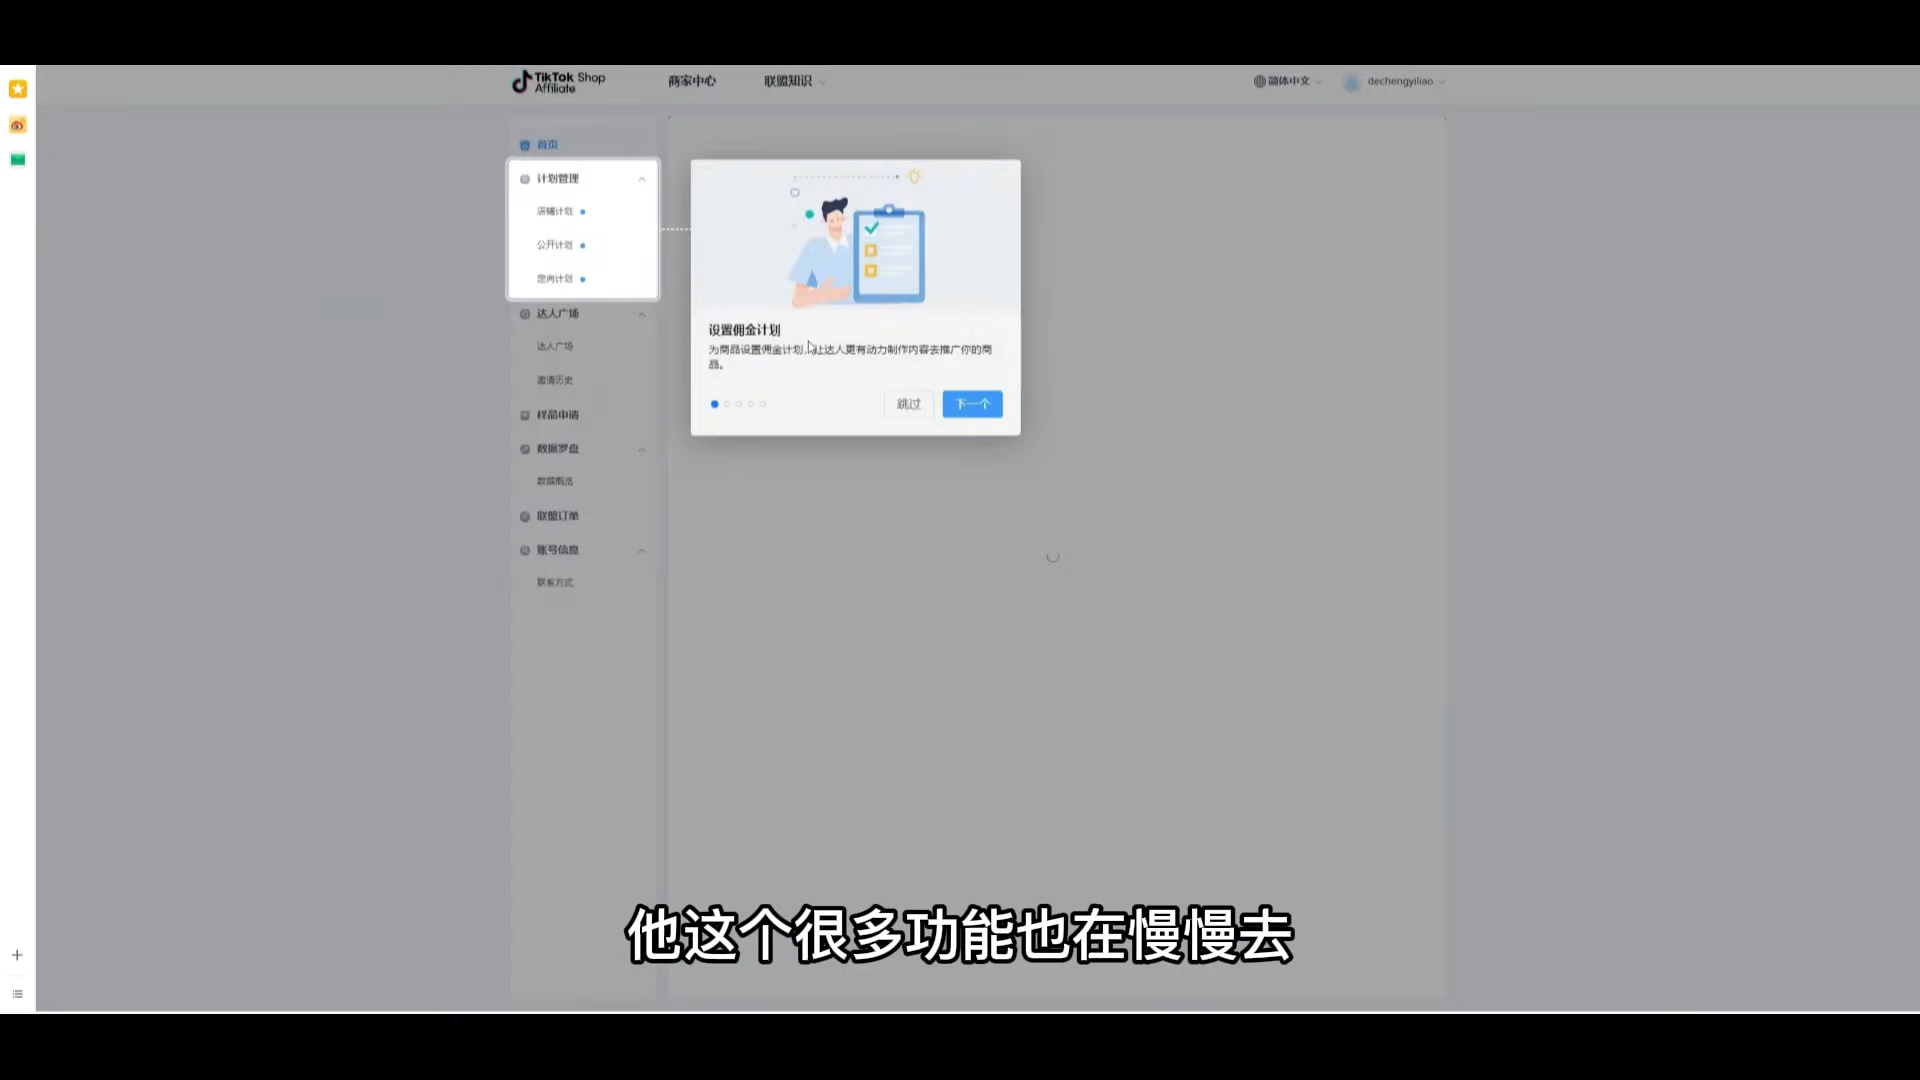 TikTok Shop
Affiliate
商家中心
联盟知识
简体中文
dechengyiliao
首页
计划管理
店铺计划
公开计划
定向计划
达人广场
达人广场
邀请历史
样品申请
数据罗盘
数据概览
联盟订单
账号信息
联系方式
设置佣金计划
为商品设置佣金计划,让达人更有动力制作内容去推广你的商
品。
跳过
下一个
他这个很多功能也在慢慢去